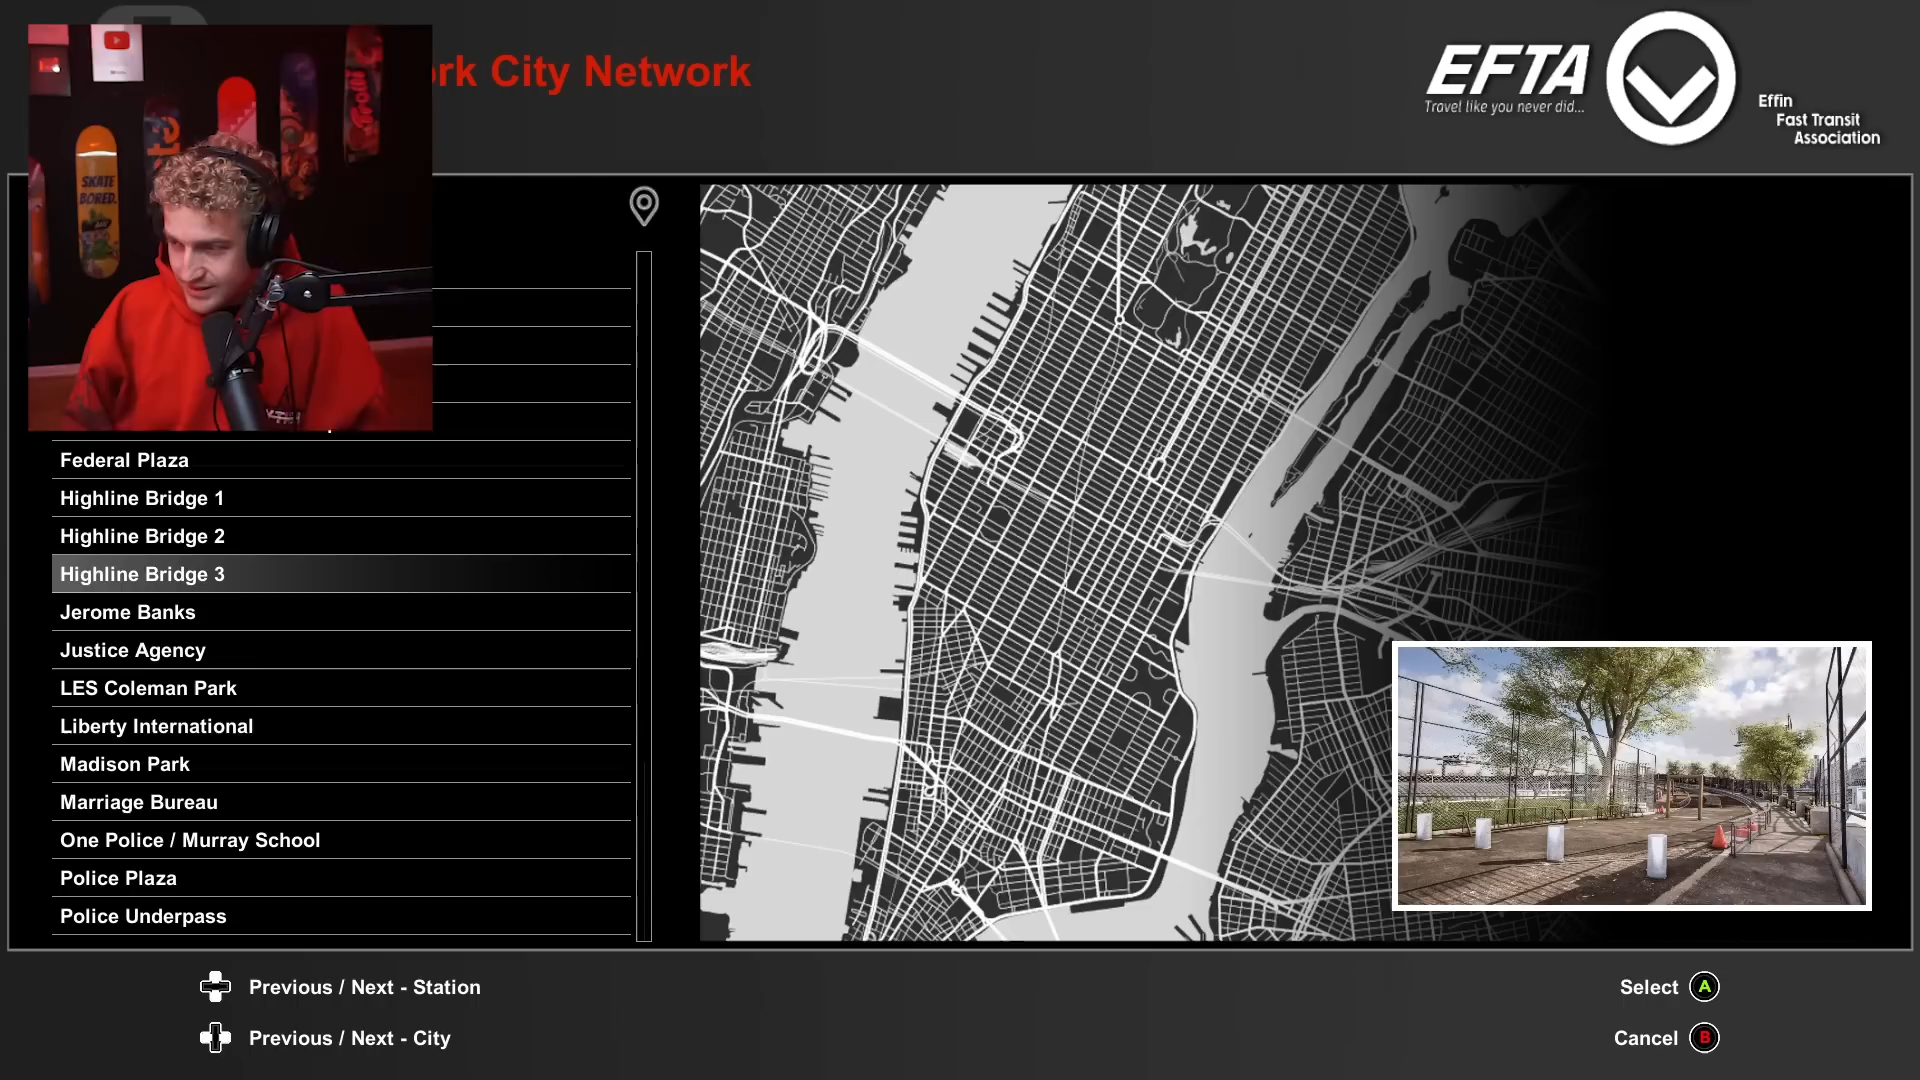 rk City Network
EFTA
Travel like you never did...
Effin
Fast Transit
Association
SKATE
BORED.
Federal Plaza
Highline Bridge 1
Highline Bridge 2
Highline Bridge 3
Jerome Banks
Justice Agency
LES Coleman Park
Liberty International
Madison Park
Marriage Bureau
One Police / Murray School
Police Plaza
Police Underpass
Previous / Next - Station
Previous / Next - City
Select A
Cancel B